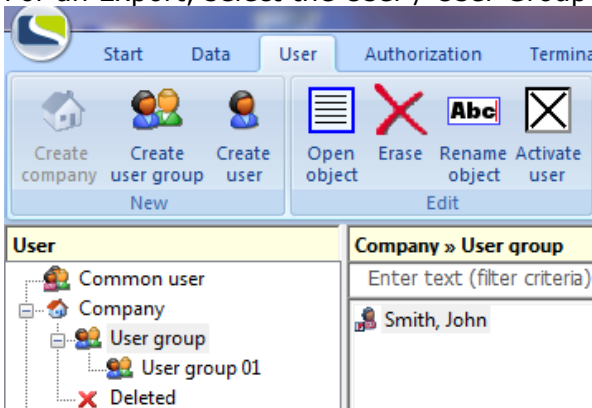 For an Export, select the User / User Group
Start Data User Authorization Termina
Create company Create user group Create user Open object Erase Abc Rename object Activate user
New Edit
User Company » User group
Common user Enter text (filter criteria)
Company Smith, John
User group
User group 01
Deleted